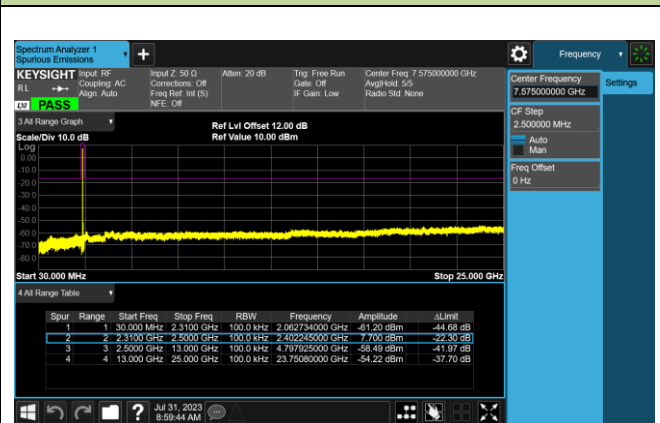 Spectrum Analyzer 1
Spurious Emissions
+
Frequency
KEYSIGHT
RL
LXI PASS
Input: RF
Coupling: AC
Align: Auto
Input Z: 50 Ω
Corrections: Off
Freq Ref: Int (S)
NFE: Off
Atten: 20 dB
Trig: Free Run
Gate: Off
IF Gain: Low
Center Freq: 7.575000000 GHz
Avg|Hold: 5/5
Radio Std: None
Center Frequency
7.575000000 GHz
Settings
CF Step
2.500000 MHz
Auto
Man
Freq Offset
0 Hz
3 All Range Graph
Scale/Div 10.0 dB
Ref Lvl Offset 12.00 dB
Ref Value 10.00 dBm
Log
0.00
-10.0
-20.0
-30.0
-40.0
-50.0
-60.0
-70.0
-80.0
Start 30.000 MHz
Stop 25.000 GHz
4 All Range Table
Spur Range Start Freq Stop Freq RBW Frequency Amplitude ΔLimit
1 1 30.000 MHz 2.3100 GHz 100.0 kHz 2.062734000 GHz -61.20 dBm -44.68 dB
2 2 2.3100 GHz 2.5000 GHz 100.0 kHz 2.402245000 GHz 7.700 dBm -22.30 dB
3 3 2.5000 GHz 13.000 GHz 100.0 kHz 4.797925000 GHz -58.49 dBm -41.97 dB
4 4 13.000 GHz 25.000 GHz 100.0 kHz 23.75080000 GHz -54.22 dBm -37.70 dB
?
Jul 31, 2023
8:59:44 AM